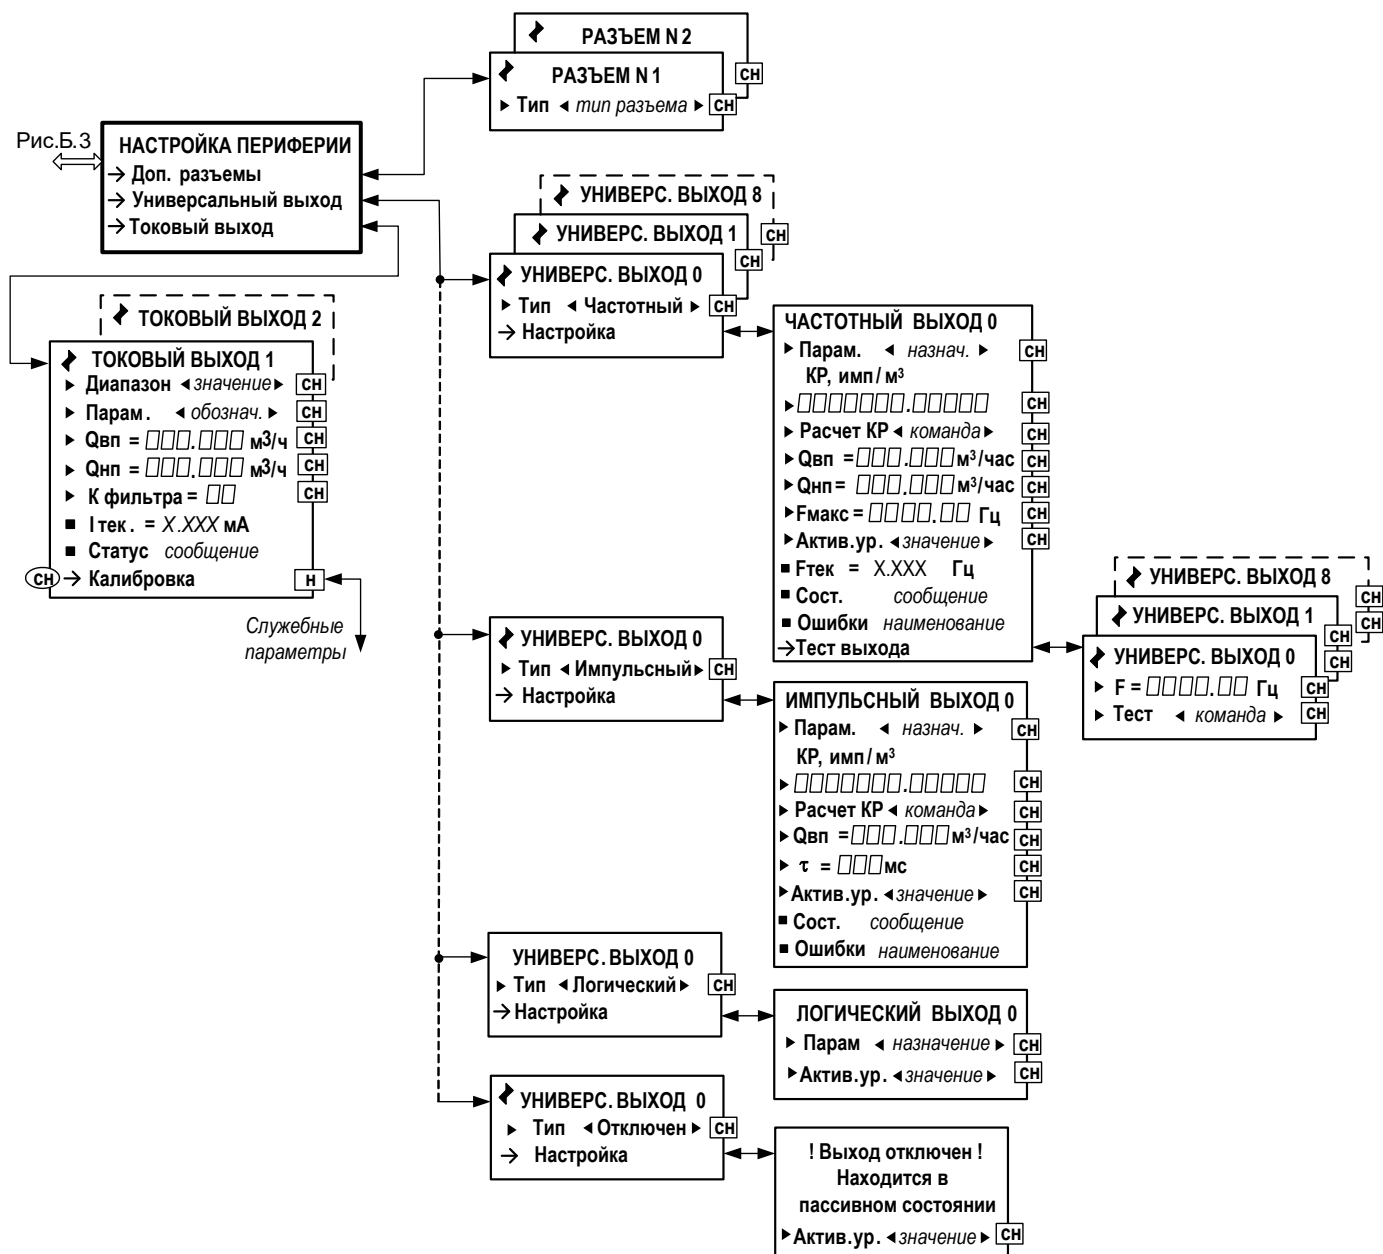 РАЗЪЕМ N 2
СН
РАЗЪЕМ N 1
Тип тип разъема СН
Рис.Б.3
НАСТРОЙКА ПЕРИФЕРИИ
Доп. разъемы
Универсальный выход
Токовый выход
УНИВЕРС. ВЫХОД 8
СН
УНИВЕРС. ВЫХОД 1
СН
УНИВЕРС. ВЫХОД 0
Тип Частотный СН
Настройка
ТОКОВЫЙ ВЫХОД 2
ТОКОВЫЙ ВЫХОД 1
Диапазон значение СН
Парам. обознач. СН
Qвп = . м3/ч СН
Qнп = . м3/ч СН
К фильтра = СН
I тек. = X.XXX мА
Статус сообщение
СН Калибровка Н
Служебные
параметры
ЧАСТОТНЫЙ ВЫХОД 0
Парам. назнач. СН
КР, имп/м³
. СН
Расчет КР команда СН
Qвп = . м³/час СН
Qнп = . м³/час СН
Fмакс = . Гц СН
Актив.ур. значение СН
Fтек = X.XXX Гц
Сост. сообщение
Ошибки наименование
Тест выхода
УНИВЕРС. ВЫХОД 8
СН
СН
УНИВЕРС. ВЫХОД 1
СН
СН
УНИВЕРС. ВЫХОД 0
F = . Гц СН
Тест команда СН
УНИВЕРС. ВЫХОД 0
Тип Импульсный СН
Настройка
ИМПУЛЬСНЫЙ ВЫХОД 0
Парам. назнач. СН
КР, имп/м³
. СН
Расчет КР команда СН
Qвп = . м³/час СН
τ = мс СН
Актив.ур. значение СН
Сост. сообщение
Ошибки наименование
УНИВЕРС. ВЫХОД 0
Тип Логический СН
Настройка
ЛОГИЧЕСКИЙ ВЫХОД 0
Парам назначение СН
Актив.ур. значение СН
УНИВЕРС. ВЫХОД 0
Тип Отключен СН
Настройка
! Выход отключен !
Находится в
пассивном состоянии
Актив.ур. значение СН